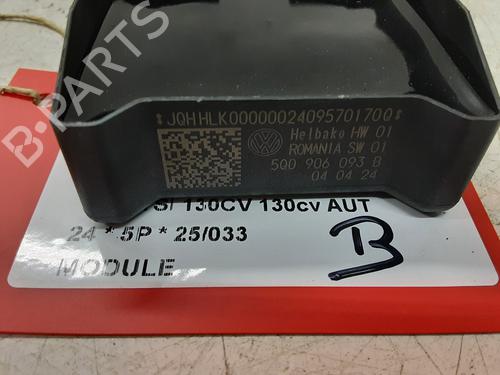 B-PARTS
JQHHLK00000024095701700
Helbako HW 01
ROMANIA SW 01
5Q0 906 093 B
04 04 24
130CV 130cv AUT
24 * 5P * 25/033
MODULE
B
B-PARTS